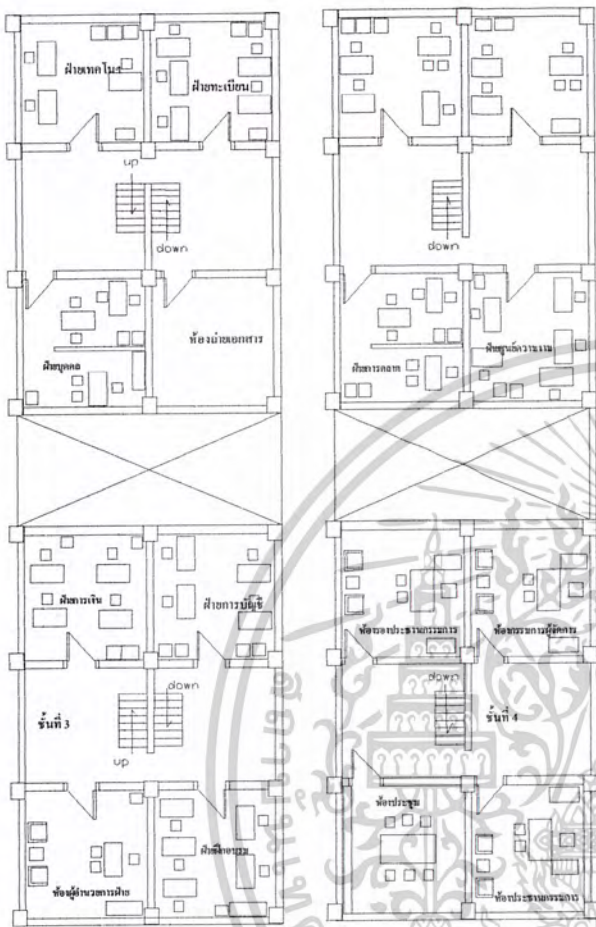 ฝ่ายเทคโนฯ
ฝ่ายทะเบียน
up
down
ฝ่ายบุคคล
ห้องถ่ายเอกสาร
ฝ่ายการเงิน
ฝ่ายการบัญชี
down
ชั้นที่ 3
up
ห้องผู้อำนวยการฝ่าย
ฝ่ายฝึกอบรม
down
ฝ่ายการตลาด
ห้องรองประธานกรรมการ
ห้องกรรมการผู้จัดการ
down
ชั้นที่ 4
ห้องประชุม
ห้องประธานกรรมการ